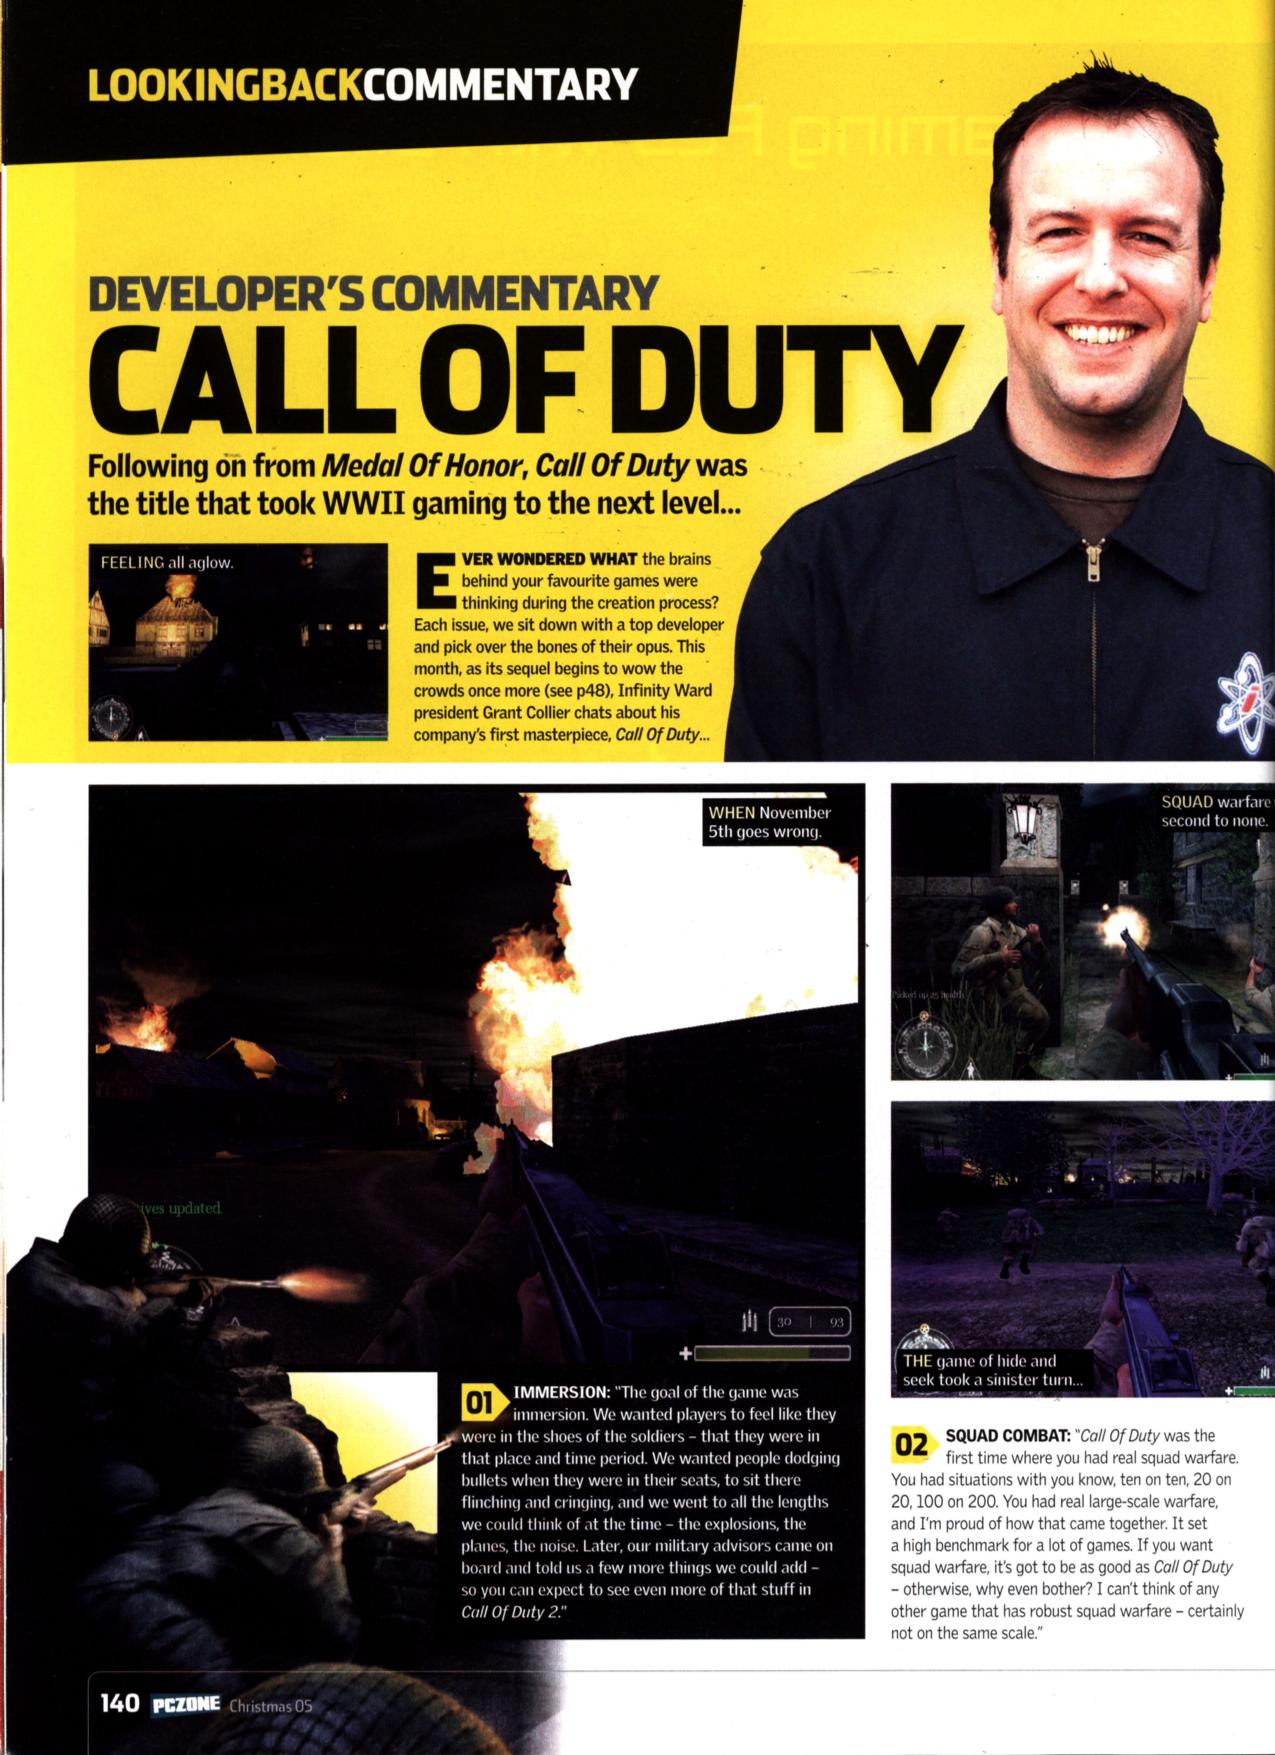 LOOKINGBACKCOMMENTARY
DEVELOPER'S COMMENTARY
CALL OF DUTY
Following on from Medal Of Honor, Call Of Duty was
the title that took WWII gaming to the next level...
FEELING all aglow.
EVER WONDERED WHAT the brains
behind your favourite games were
thinking during the creation process?
Each issue, we sit down with a top developer
and pick over the bones of their opus. This
month, as its sequel begins to wow the
crowds once more (see p48), Infinity Ward
president Grant Collier chats about his
company's first masterpiece, Call Of Duty...
WHEN November
5th goes wrong.
ives updated.
30 | 93
SQUAD warfare
second to none.
Picked up 25 health
THE game of hide and
seek took a sinister turn...
01 IMMERSION: "The goal of the game was
immersion. We wanted players to feel like they
were in the shoes of the soldiers – that they were in
that place and time period. We wanted people dodging
bullets when they were in their seats, to sit there
flinching and cringing, and we went to all the lengths
we could think of at the time – the explosions, the
planes, the noise. Later, our military advisors came on
board and told us a few more things we could add –
so you can expect to see even more of that stuff in
Call Of Duty 2."
02 SQUAD COMBAT: "Call Of Duty was the
first time where you had real squad warfare.
You had situations with you know, ten on ten, 20 on
20, 100 on 200. You had real large-scale warfare,
and I'm proud of how that came together. It set
a high benchmark for a lot of games. If you want
squad warfare, it's got to be as good as Call Of Duty
– otherwise, why even bother? I can't think of any
other game that has robust squad warfare – certainly
not on the same scale."
140 PCZONE Christmas 05